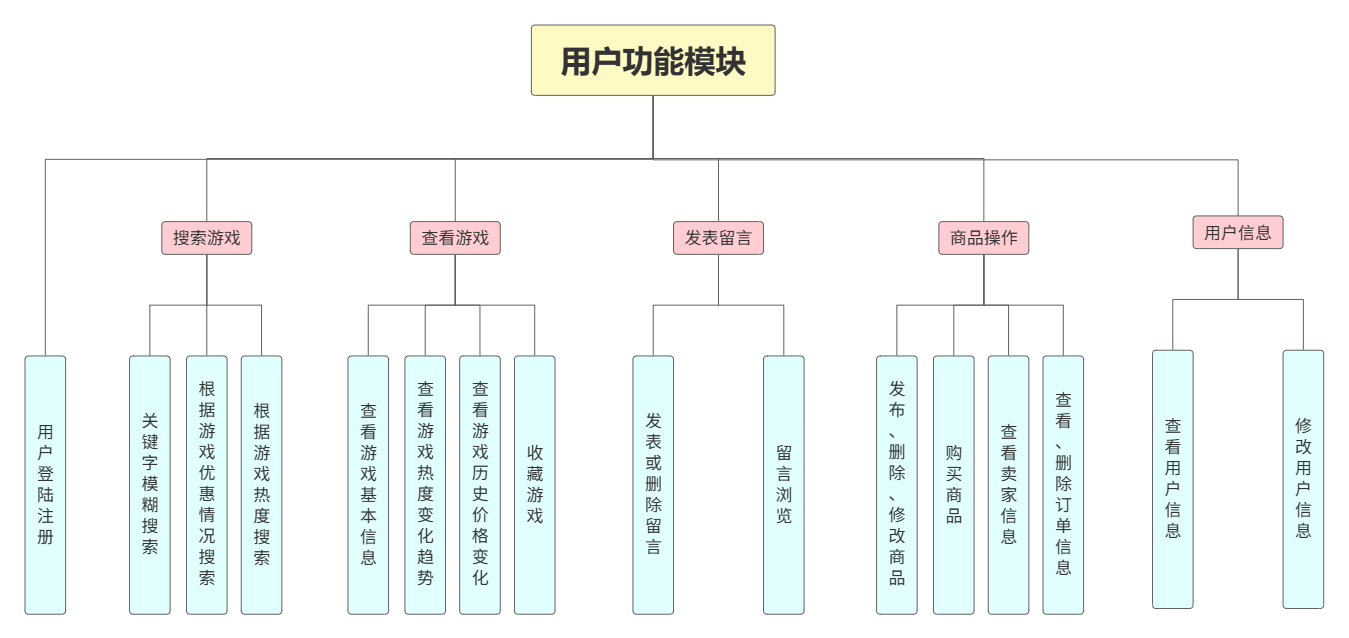 用户功能模块
搜索游戏
查看游戏
发表留言
商品操作
用户信息
用户登陆注册
关键字模糊搜索
根据游戏优惠情况搜索
根据游戏热度搜索
查看游戏基本信息
查看游戏热度变化趋势
查看游戏历史价格变化
收藏游戏
发表或删除留言
留言浏览
发布、删除、修改商品
购买商品
查看卖家信息
查看、删除订单信息
查看用户信息
修改用户信息